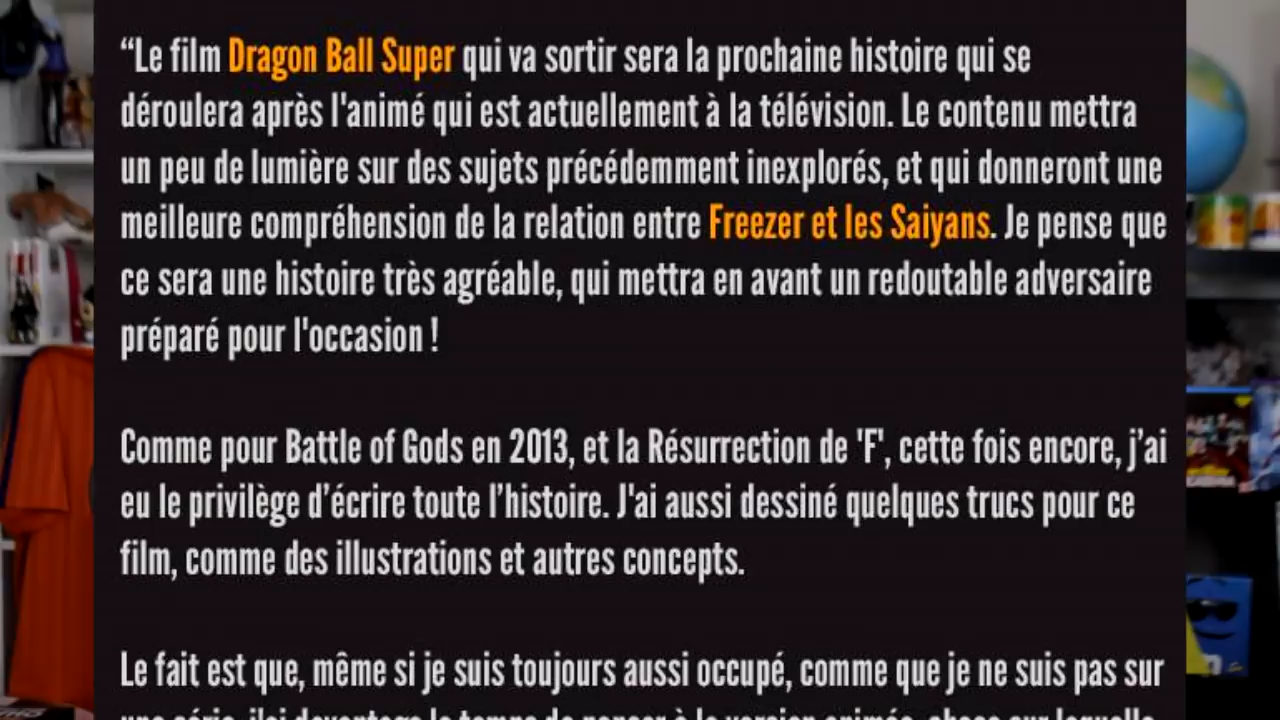 “Le film Dragon Ball Super qui va sortir sera la prochaine histoire qui se
déroulera après l'animé qui est actuellement à la télévision. Le contenu mettra
un peu de lumière sur des sujets précédemment inexplorés, et qui donneront une
meilleure compréhension de la relation entre Freezer et les Saiyans. Je pense que
ce sera une histoire très agréable, qui mettra en avant un redoutable adversaire
préparé pour l'occasion !
Comme pour Battle of Gods en 2013, et la Résurrection de 'F', cette fois encore, j’ai
eu le privilège d’écrire toute l’histoire. J'ai aussi dessiné quelques trucs pour ce
film, comme des illustrations et autres concepts.
Le fait est que, même si je suis toujours aussi occupé, comme que je ne suis pas sur